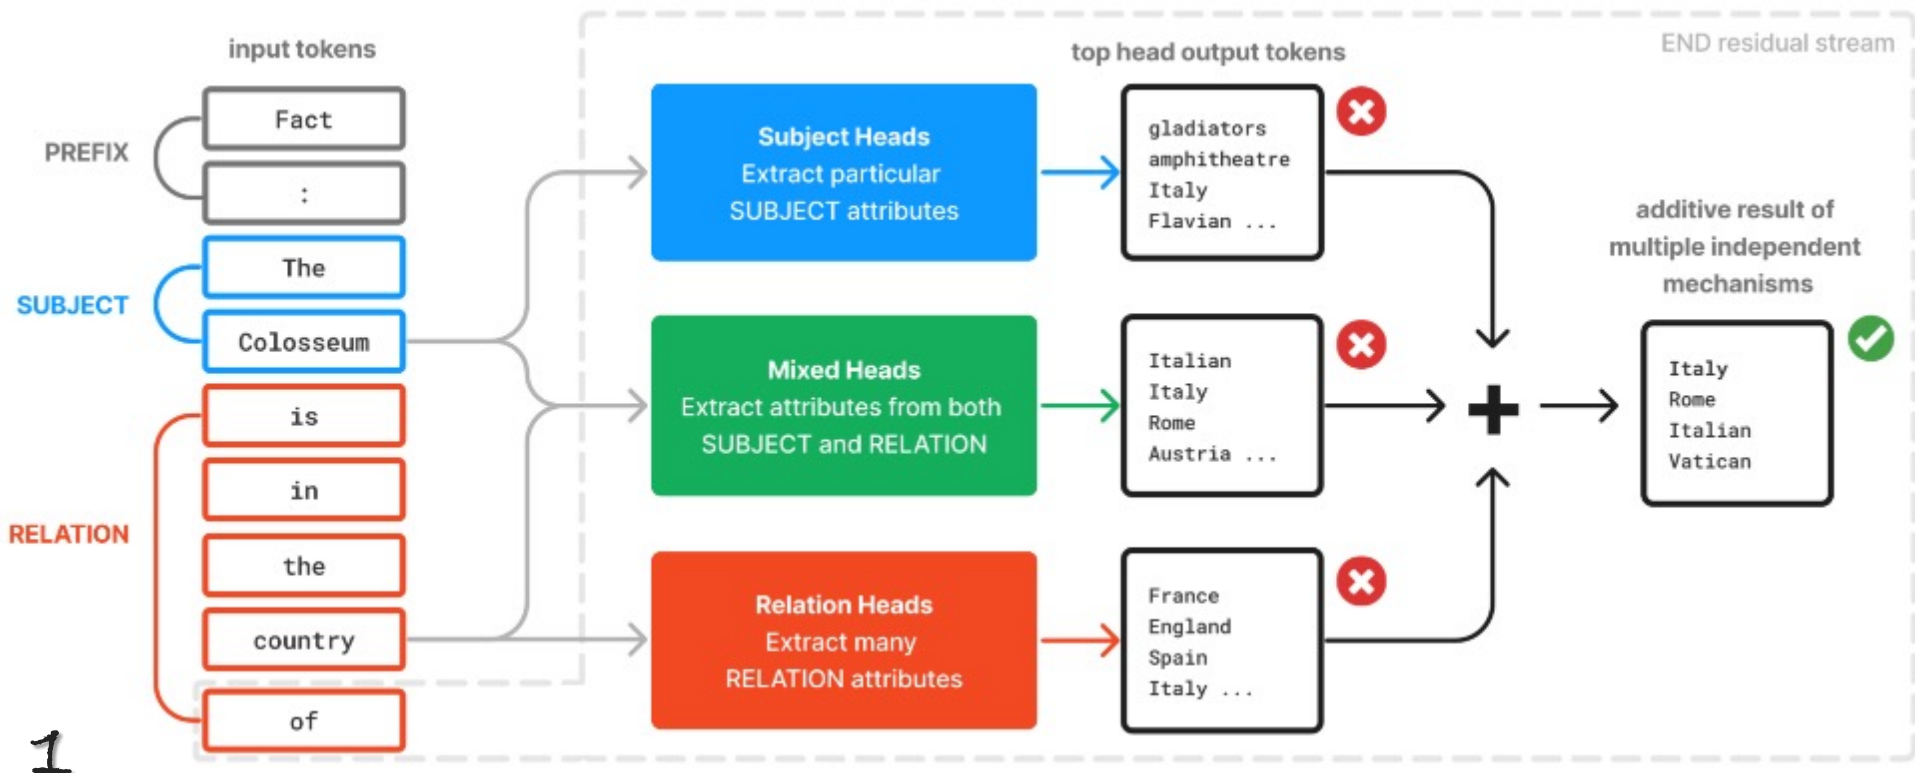 input tokens
PREFIX
Fact
:
SUBJECT
The
Colosseum
RELATION
is
in
the
country
of
END residual stream
top head output tokens
Subject Heads
Extract particular
SUBJECT attributes
gladiators
amphitheatre
Italy
Flavian ...
Mixed Heads
Extract attributes from both
SUBJECT and RELATION
Italian
Italy
Rome
Austria ...
Relation Heads
Extract many
RELATION attributes
France
England
Spain
Italy ...
+
additive result of
multiple independent
mechanisms
Italy
Rome
Italian
Vatican
1